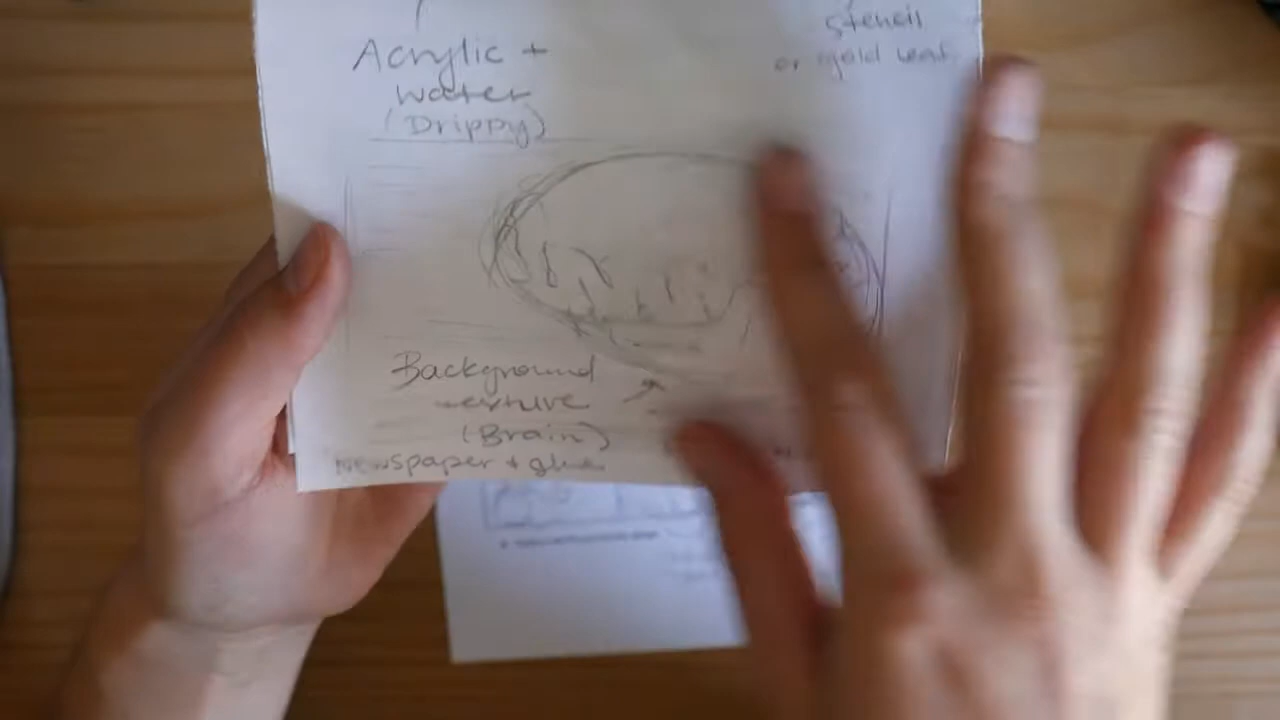 Acrylic +
water
(Drippy)
stencil
or gold leaf
Background
texture
(Brain)
Newspaper + glue